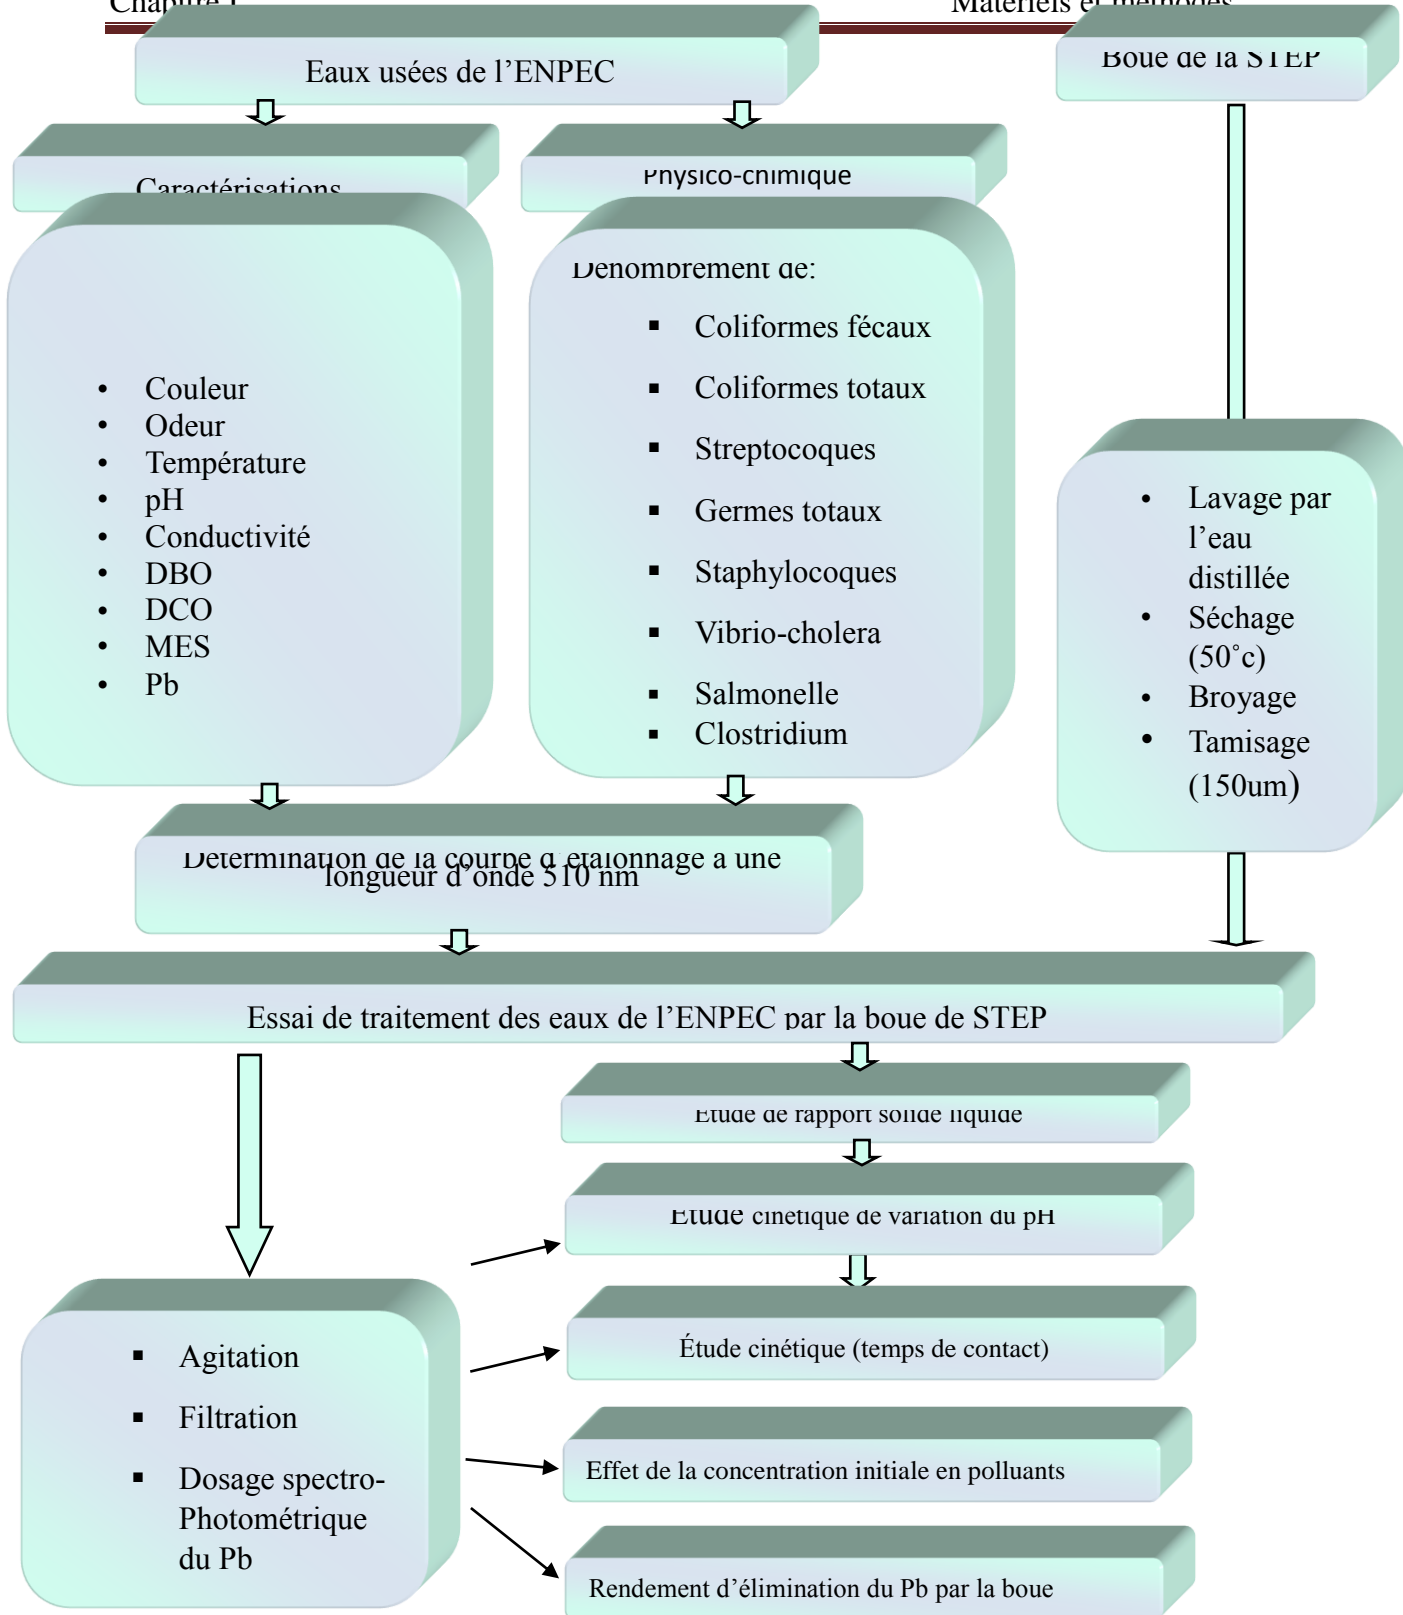 Chapitre I
Matériels et méthodes
Eaux usées de l’ENPEC
Boue de la STEP
Caractérisations
Physico-chimique
• Couleur
• Odeur
• Température
• pH
• Conductivité
• DBO
• DCO
• MES
• Pb
Dénombrement de:
▪ Coliformes fécaux
▪ Coliformes totaux
▪ Streptocoques
▪ Germes totaux
▪ Staphylocoques
▪ Vibrio-cholera
▪ Salmonelle
▪ Clostridium
• Lavage par
l’eau
distillée
• Séchage
(50˚c)
• Broyage
• Tamisage
(150um)
Détermination de la courbe d’étalonnage à une
longueur d’onde 510 nm
Essai de traitement des eaux de l’ENPEC par la boue de STEP
Etude de rapport solide liquide
Etude cinétique de variation du pH
Étude cinétique (temps de contact)
Effet de la concentration initiale en polluants
Rendement d’élimination du Pb par la boue
▪ Agitation
▪ Filtration
▪ Dosage spectro-
Photométrique
du Pb